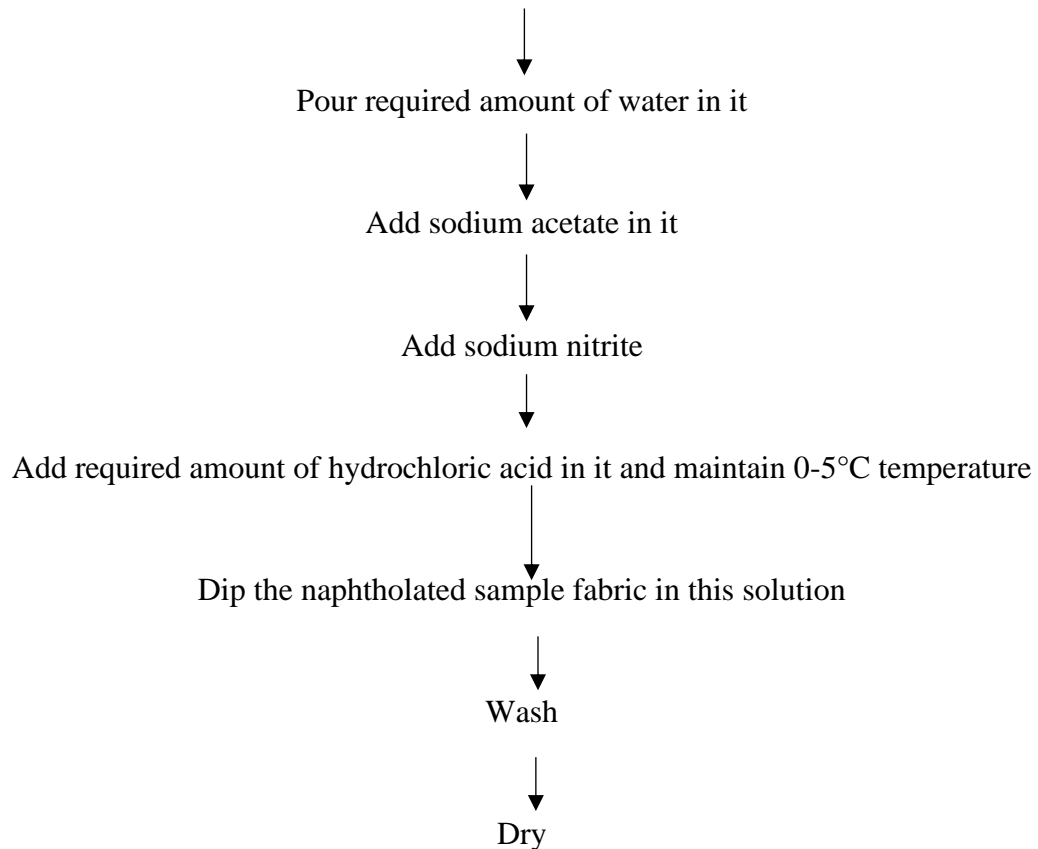 Pour required amount of water in it
Add sodium acetate in it
Add sodium nitrite
Add required amount of hydrochloric acid in it and maintain 0-5°C temperature
Dip the naphtholated sample fabric in this solution
Wash
Dry